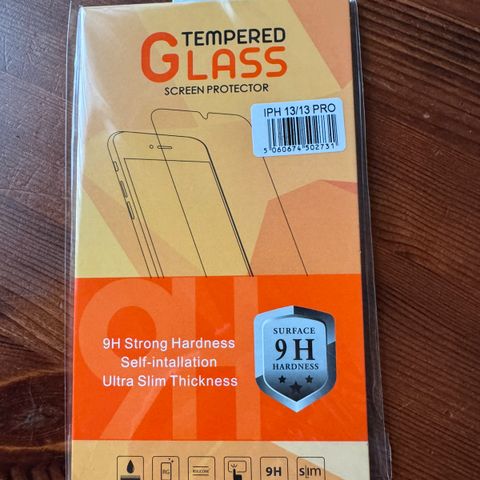 TEMPERED
GLASS
SCREEN PROTECTOR
IPH 13/13 PRO
5 060674 502731
9H
9H Strong Hardness
Self-intallation
Ultra Slim Thickness
SURFACE
9 H
HARDNESS
9H
slim